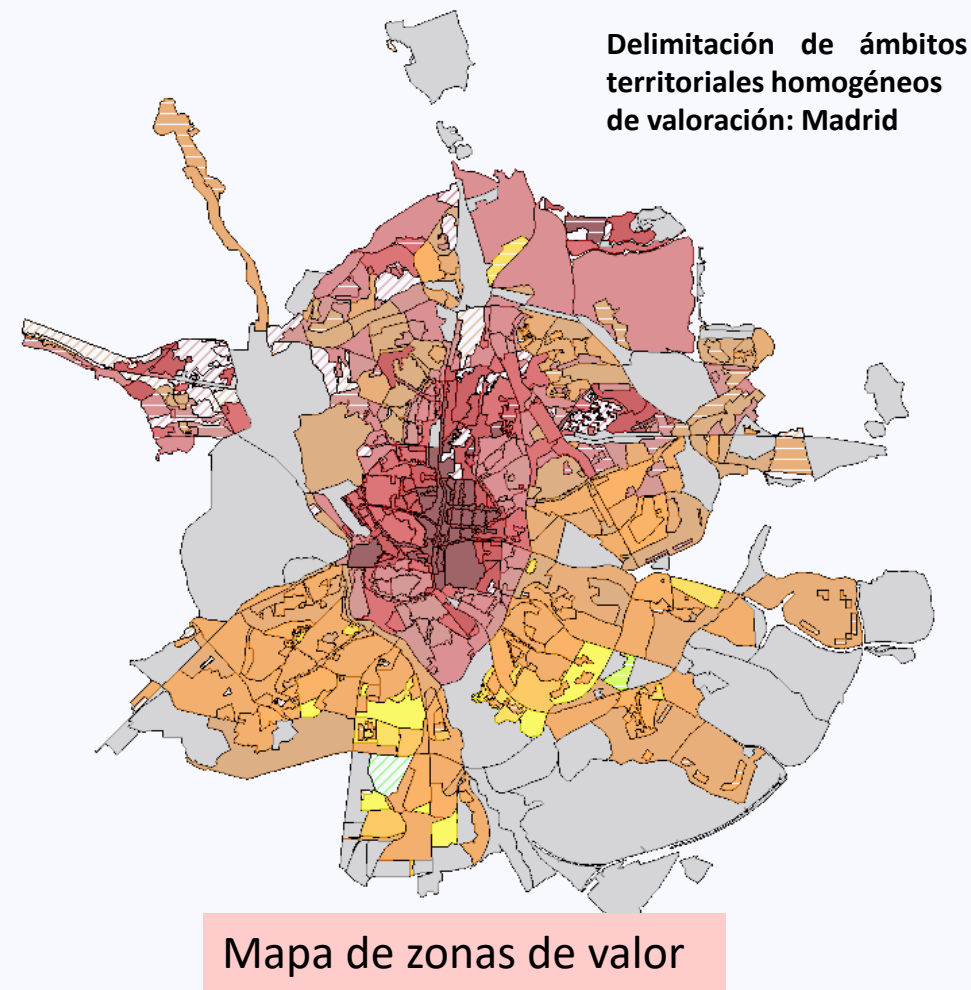 Delimitación de ámbitos
territoriales homogéneos
de valoración: Madrid
Mapa de zonas de valor